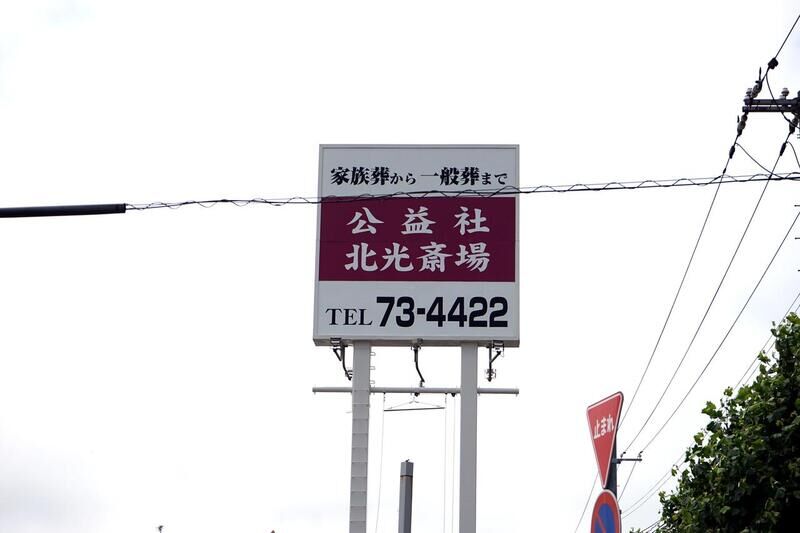 家族葬から一般葬まで
公益社
北光斎場
TEL 73-4422
止まれ